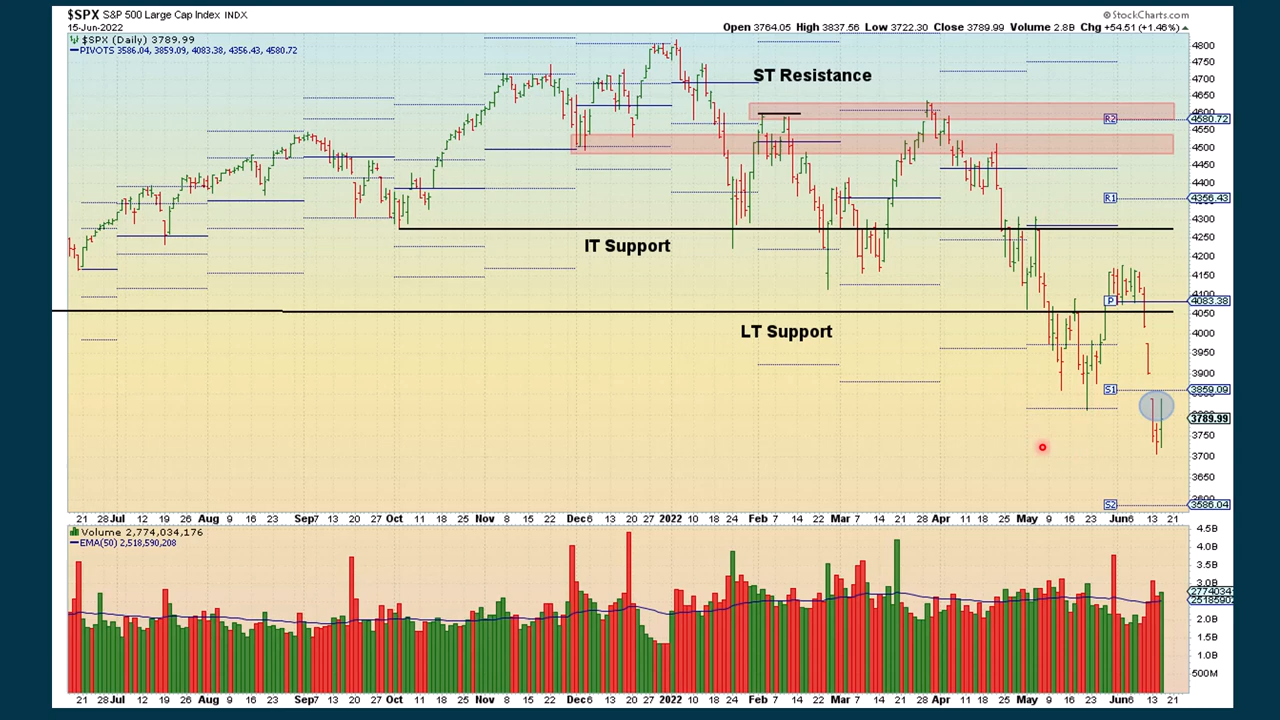 $SPX S&P 500 Large Cap Index INDX
© StockCharts.com
15-Jun-2022
Open 3764.05 High 3837.56 Low 3722.30 Close 3789.99 Volume 2.8B Chg +54.51 (+1.46%)
$SPX (Daily) 3789.99
PIVOTS 3586.04, 3859.09, 4083.38, 4356.43, 4580.72
ST Resistance
IT Support
LT Support
R2
R1
P
S1
S2
4800
4750
4700
4650
4600
4580.72
4550
4500
4450
4400
4356.43
4300
4250
4200
4150
4100
4083.38
4050
4000
3950
3900
3859.09
3789.99
3750
3700
3650
3600
3586.04
21 28 Jul 12 19 26 Aug 9 16 23 Sep 7 13 20 27 Oct 11 18 25 Nov 8 15 22 Dec 6 13 20 27 2022 10 18 24 Feb 7 14 22 Mar 7 14 21 28 Apr 11 18 25 May 9 16 23 Jun 6 13 21
Volume 2,774,034,176
EMA(50) 2,518,590,208
4.5B
4.0B
3.5B
3.0B
2774034
2518590
2.0B
1.5B
1.0B
500M
21 28 Jul 12 19 26 Aug 9 16 23 Sep 7 13 20 27 Oct 11 18 25 Nov 8 15 22 Dec 6 13 20 27 2022 10 18 24 Feb 7 14 22 Mar 7 14 21 28 Apr 11 18 25 May 9 16 23 Jun 6 13 21